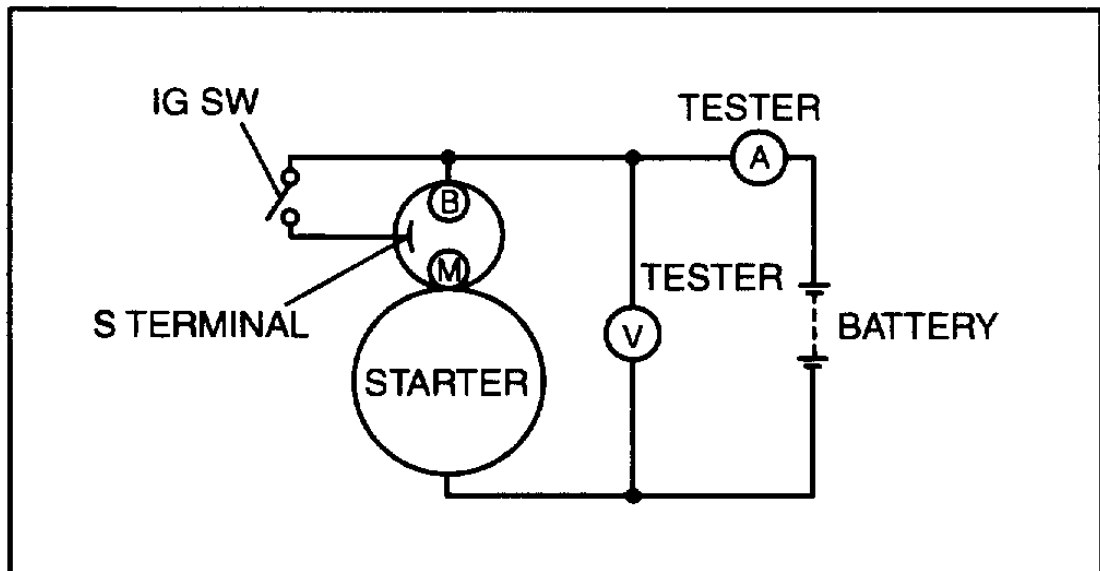 IG SW
TESTER
A
B
M
TESTER
S TERMINAL
V
BATTERY
STARTER